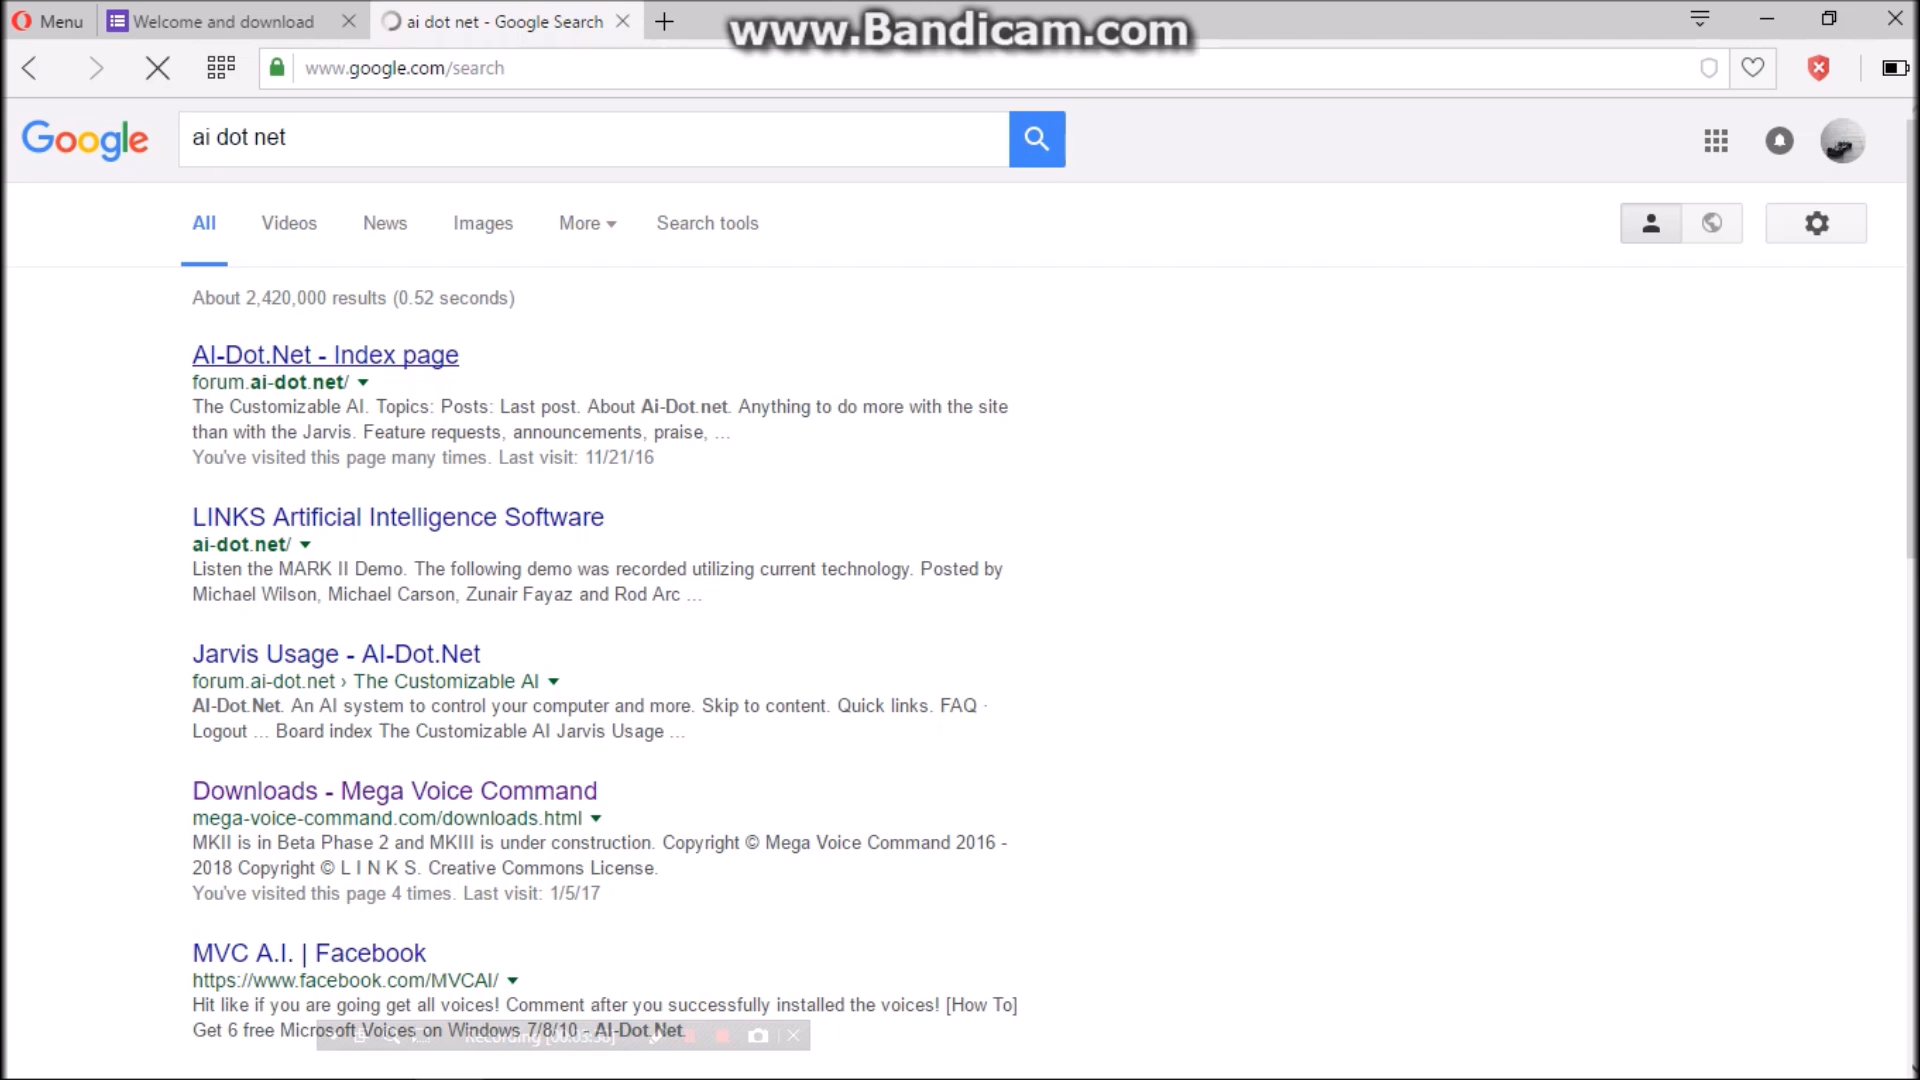 Menu
Welcome and download
ai dot net - Google Search
www.Bandicam.com
www.google.com/search
Google
ai dot net
All
Videos
News
Images
More
Search tools
About 2,420,000 results (0.52 seconds)
AI-Dot.Net - Index page
forum.ai-dot.net/
The Customizable AI. Topics: Posts: Last post. About Ai-Dot.net. Anything to do more with the site
than with the Jarvis. Feature requests, announcements, praise, ...
You've visited this page many times. Last visit: 11/21/16
LINKS Artificial Intelligence Software
ai-dot.net/
Listen the MARK II Demo. The following demo was recorded utilizing current technology. Posted by
Michael Wilson, Michael Carson, Zunair Fayaz and Rod Arc ...
Jarvis Usage - AI-Dot.Net
forum.ai-dot.net › The Customizable AI
AI-Dot.Net. An AI system to control your computer and more. Skip to content. Quick links. FAQ ·
Logout ... Board index The Customizable AI Jarvis Usage ...
Downloads - Mega Voice Command
mega-voice-command.com/downloads.html
MKII is in Beta Phase 2 and MKIII is under construction. Copyright © Mega Voice Command 2016 -
2018 Copyright © L I N K S. Creative Commons License.
You've visited this page 4 times. Last visit: 1/5/17
MVC A.I. | Facebook
https://www.facebook.com/MVCAI/
Hit like if you are going get all voices! Comment after you successfully installed the voices! [How To]
Get 6 free Microsoft Voices on Windows 7/8/10 - AI-Dot.Net.
Recording